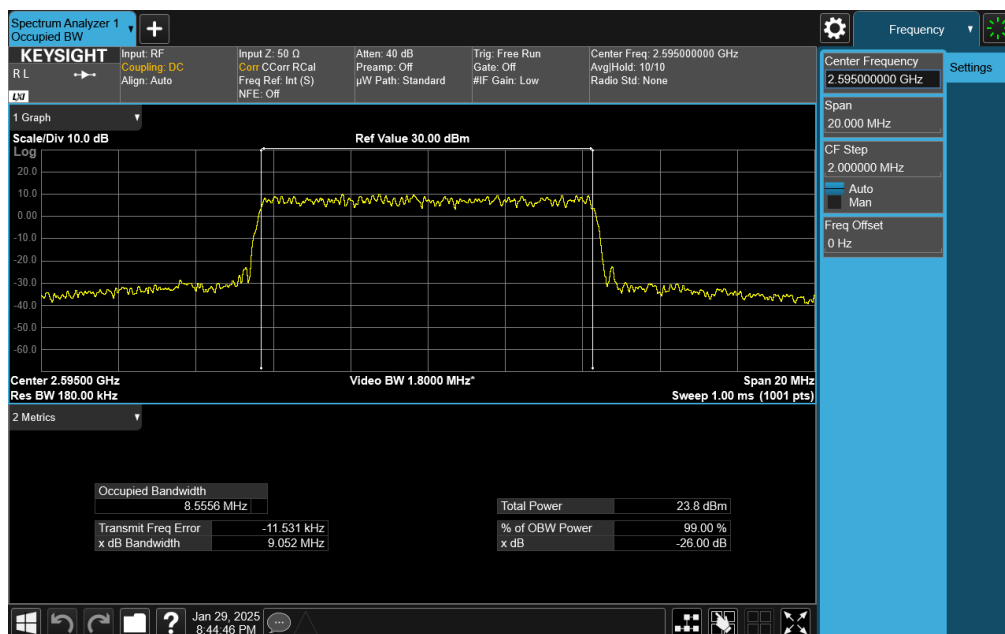 Spectrum Analyzer 1
Occupied BW
Frequency
KEYSIGHT
R L
LXI
Input: RF
Coupling: DC
Align: Auto
Input Z: 50 Ω
Corr CCorr RCal
Freq Ref: Int (S)
NFE: Off
Atten: 40 dB
Preamp: Off
µW Path: Standard
Trig: Free Run
Gate: Off
#IF Gain: Low
Center Freq: 2.595000000 GHz
Avg|Hold: 10/10
Radio Std: None
Center Frequency
2.595000000 GHz
Settings
Span
20.000 MHz
CF Step
2.000000 MHz
Auto
Man
Freq Offset
0 Hz
1 Graph
Scale/Div 10.0 dB
Ref Value 30.00 dBm
Log
20.0
10.0
0.00
-10.0
-20.0
-30.0
-40.0
-50.0
-60.0
Center 2.59500 GHz
Video BW 1.8000 MHz*
Span 20 MHz
Res BW 180.00 kHz
Sweep 1.00 ms (1001 pts)
2 Metrics
Occupied Bandwidth
8.5556 MHz
Total Power 23.8 dBm
Transmit Freq Error -11.531 kHz
% of OBW Power 99.00 %
x dB Bandwidth 9.052 MHz
x dB -26.00 dB
?
Jan 29, 2025
8:44:46 PM